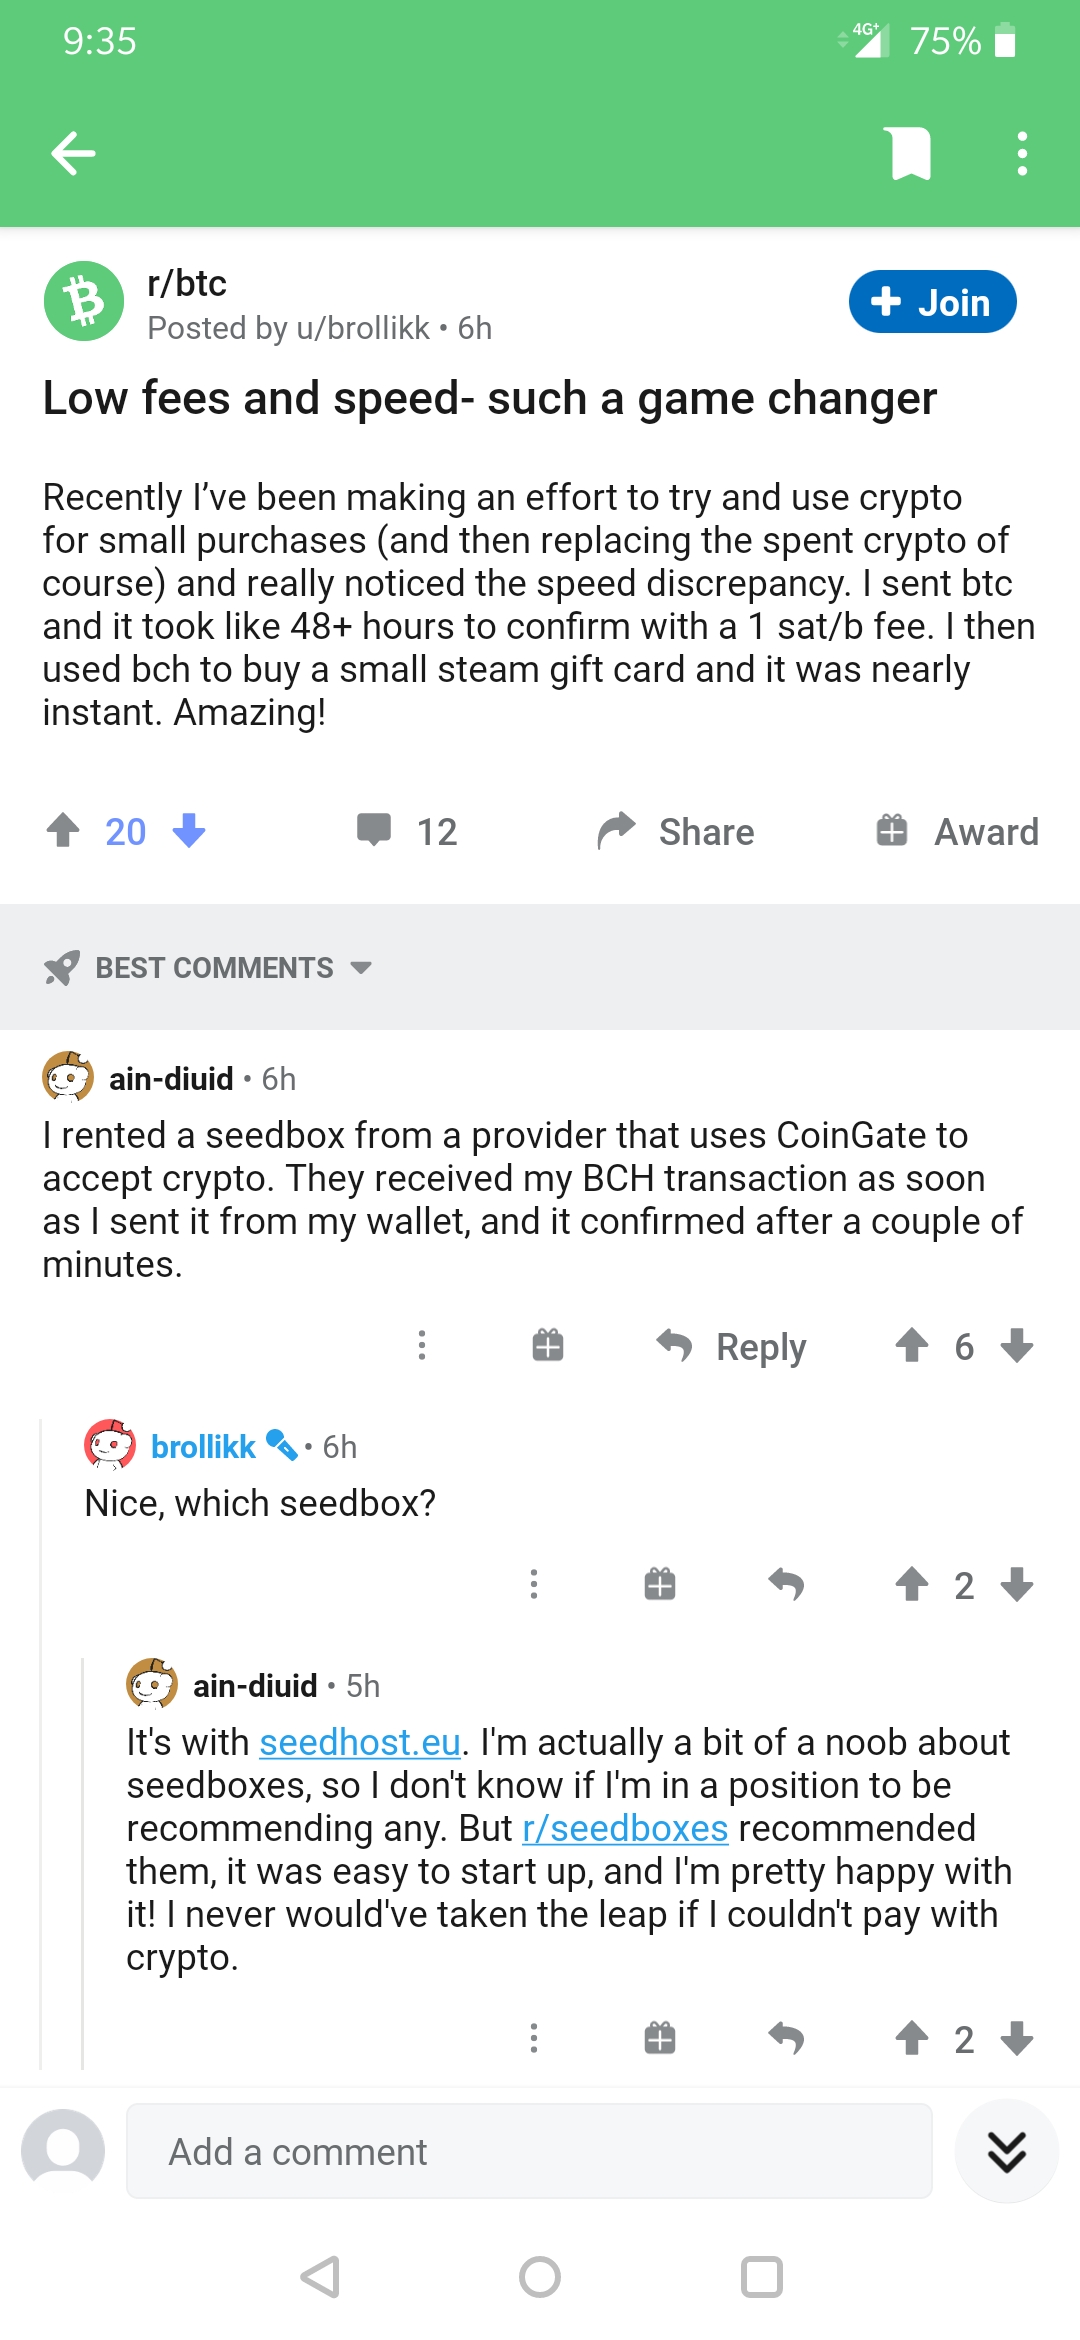 9:35
4G+ 75%
r/btc
Posted by u/brollikk • 6h
+ Join
Low fees and speed- such a game changer
Recently I’ve been making an effort to try and use crypto
for small purchases (and then replacing the spent crypto of
course) and really noticed the speed discrepancy. I sent btc
and it took like 48+ hours to confirm with a 1 sat/b fee. I then
used bch to buy a small steam gift card and it was nearly
instant. Amazing!
20 12 Share Award
BEST COMMENTS
ain-diuid • 6h
I rented a seedbox from a provider that uses CoinGate to
accept crypto. They received my BCH transaction as soon
as I sent it from my wallet, and it confirmed after a couple of
minutes.
Reply 6
brollikk • 6h
Nice, which seedbox?
2
ain-diuid • 5h
It's with seedhost.eu. I'm actually a bit of a noob about
seedboxes, so I don't know if I'm in a position to be
recommending any. But r/seedboxes recommended
them, it was easy to start up, and I'm pretty happy with
it! I never would've taken the leap if I couldn't pay with
crypto.
2
Add a comment